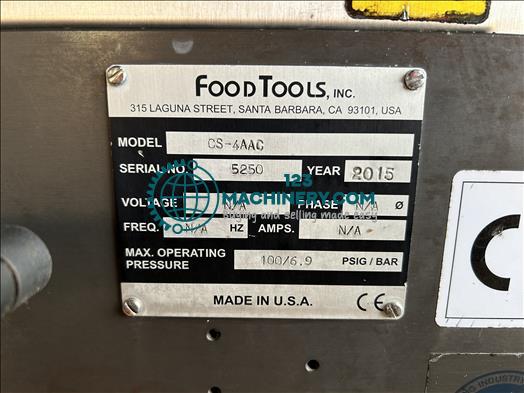 FOODTOOLS, INC.
315 LAGUNA STREET, SANTA BARBARA, CA 93101, USA
MODEL CS-4AAC
SERIAL NO. 5250 YEAR 2015
123
MACHINERY.COM
VOLTAGE N/A PHASE N/A Ø
buying and selling made easy
FREQ. N/A HZ AMPS. N/A
MAX. OPERATING
PRESSURE 100/6.9 PSIG / BAR
MADE IN U.S.A. CE
C
INDUSTRI